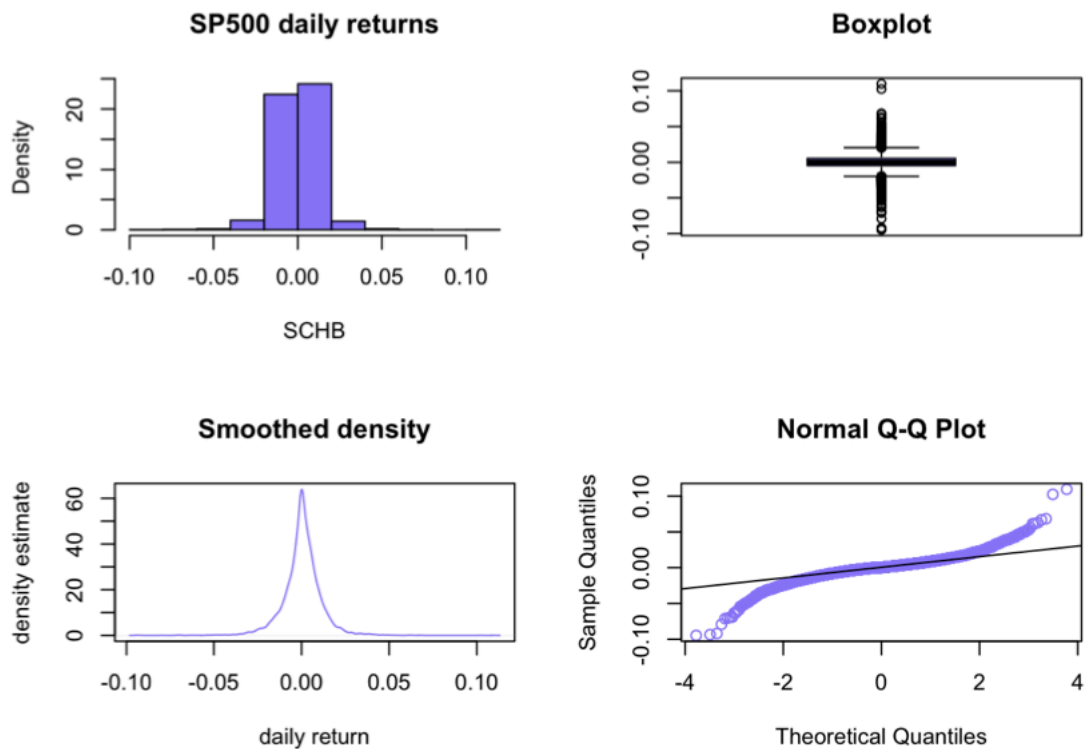 SP500 daily returns
Density
20
10
0
-0.10 -0.05 0.00 0.05 0.10
SCHB
Boxplot
0.10
0.00
-0.10
Smoothed density
density estimate
60
40
20
0
-0.10 -0.05 0.00 0.05 0.10
daily return
Normal Q-Q Plot
Sample Quantiles
0.10
0.00
-0.10
-4 -2 0 2 4
Theoretical Quantiles